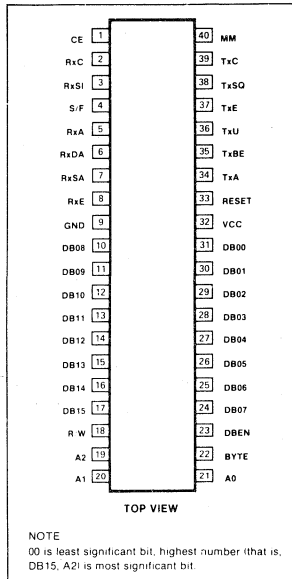 CE 1 40 MM
RxC 2 39 TxC
RxSI 3 38 TxSQ
S/F 4 37 TxE
RxA 5 36 TxU
RxDA 6 35 TxBE
RxSA 7 34 TxA
RxE 8 33 RESET
GND 9 32 VCC
DB08 10 31 DB00
DB09 11 30 DB01
DB10 12 29 DB02
DB11 13 28 DB03
DB12 14 27 DB04
DB13 15 26 DB05
DB14 16 25 DB06
DB15 17 24 DB07
R W 18 23 DBEN
A2 19 22 BYTE
A1 20 21 A0
TOP VIEW
NOTE
00 is least significant bit, highest number (that is,
DB15, A2) is most significant bit.